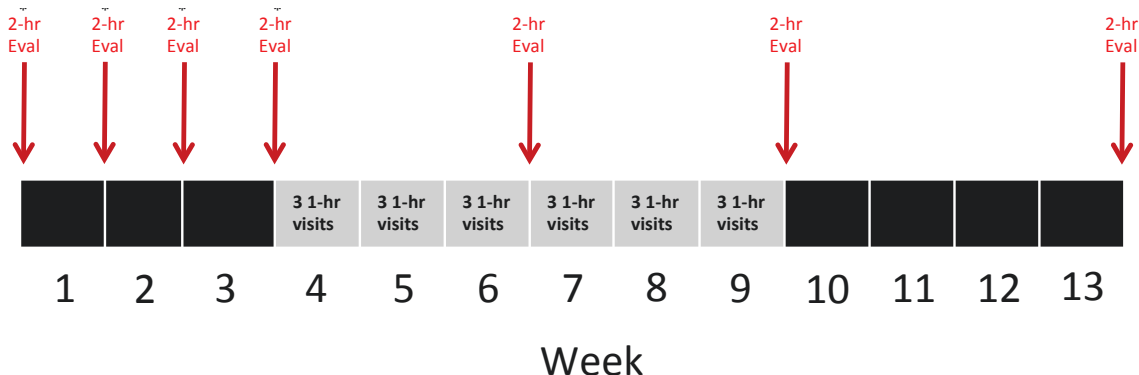 2-hr 2-hr 2-hr 2-hr 2-hr 2-hr 2-hr
Eval Eval Eval Eval Eval Eval Eval
3 1-hr 3 1-hr 3 1-hr 3 1-hr 3 1-hr 3 1-hr
visits visits visits visits visits visits
1 2 3 4 5 6 7 8 9 10 11 12 13
Week